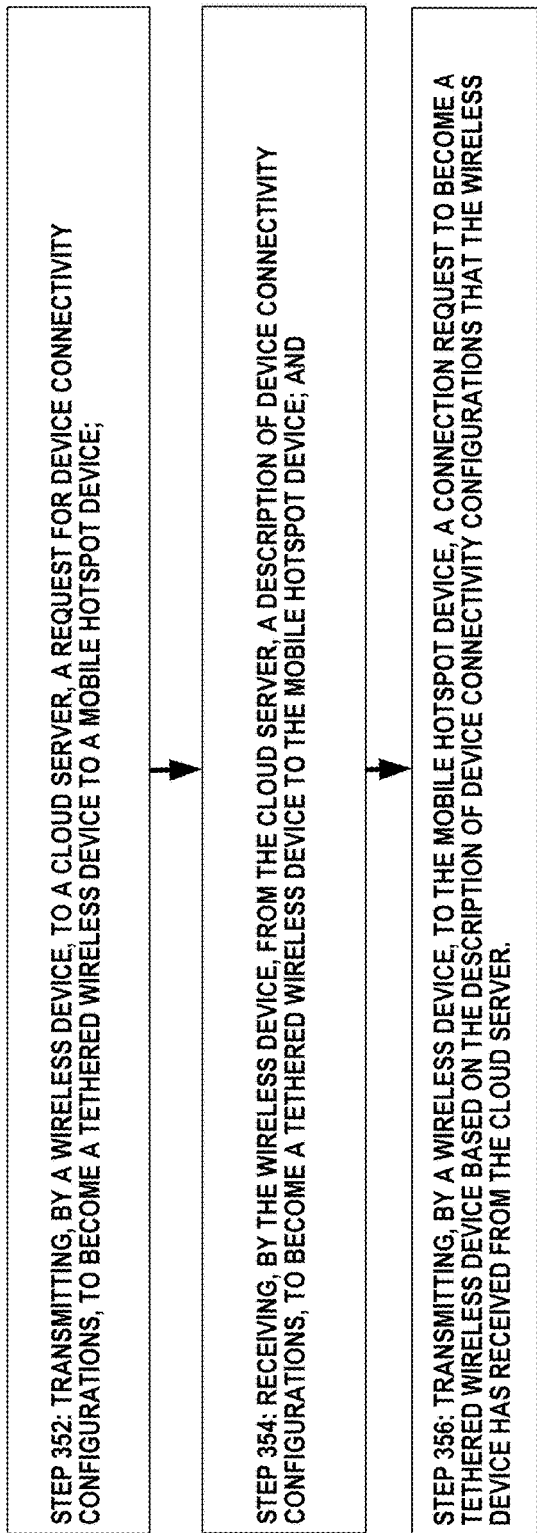 STEP 352: TRANSMITTING, BY A WIRELESS DEVICE, TO A CLOUD SERVER, A REQUEST FOR DEVICE CONNECTIVITY
CONFIGURATIONS, TO BECOME A TETHERED WIRELESS DEVICE TO A MOBILE HOTSPOT DEVICE;
STEP 354: RECEIVING, BY THE WIRELESS DEVICE, FROM THE CLOUD SERVER, A DESCRIPTION OF DEVICE CONNECTIVITY
CONFIGURATIONS, TO BECOME A TETHERED WIRELESS DEVICE TO THE MOBILE HOTSPOT DEVICE; AND
STEP 356: TRANSMITTING, BY A WIRELESS DEVICE, TO THE MOBILE HOTSPOT DEVICE, A CONNECTION REQUEST TO BECOME A
TETHERED WIRELESS DEVICE BASED ON THE DESCRIPTION OF DEVICE CONNECTIVITY CONFIGURATIONS THAT THE WIRELESS
DEVICE HAS RECEIVED FROM THE CLOUD SERVER.